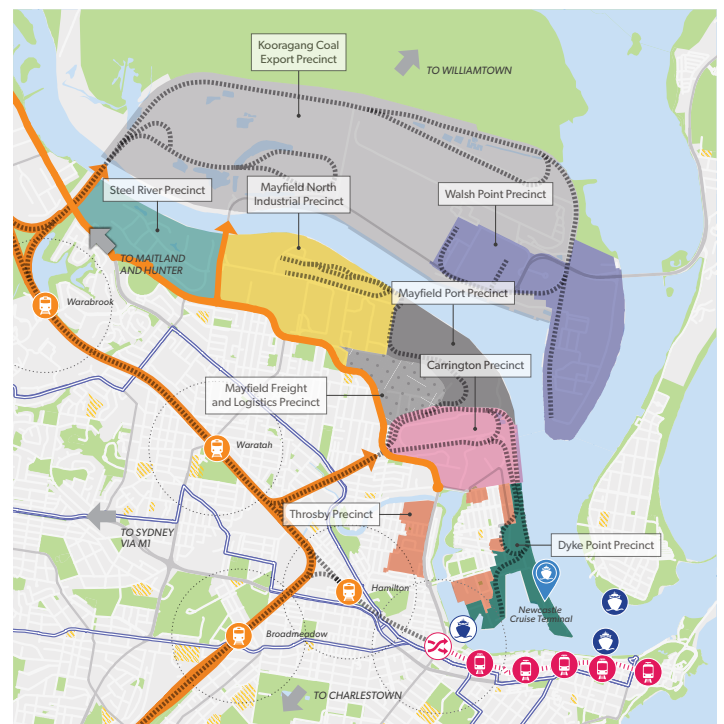 Kooragang Coal
Export Precinct
TO WILLIAMTOWN
Steel River Precinct
Mayfield North
Industrial Precinct
Walsh Point Precinct
TO MAITLAND
AND HUNTER
Warabrook
Mayfield Port Precinct
Carrington Precinct
Mayfield Freight
and Logistics Precinct
Waratah
Throsby Precinct
TO SYDNEY
VIA M1
Dyke Point Precinct
Hamilton
Newcastle
Cruise Terminal
Broadmeadow
TO CHARLESTOWN